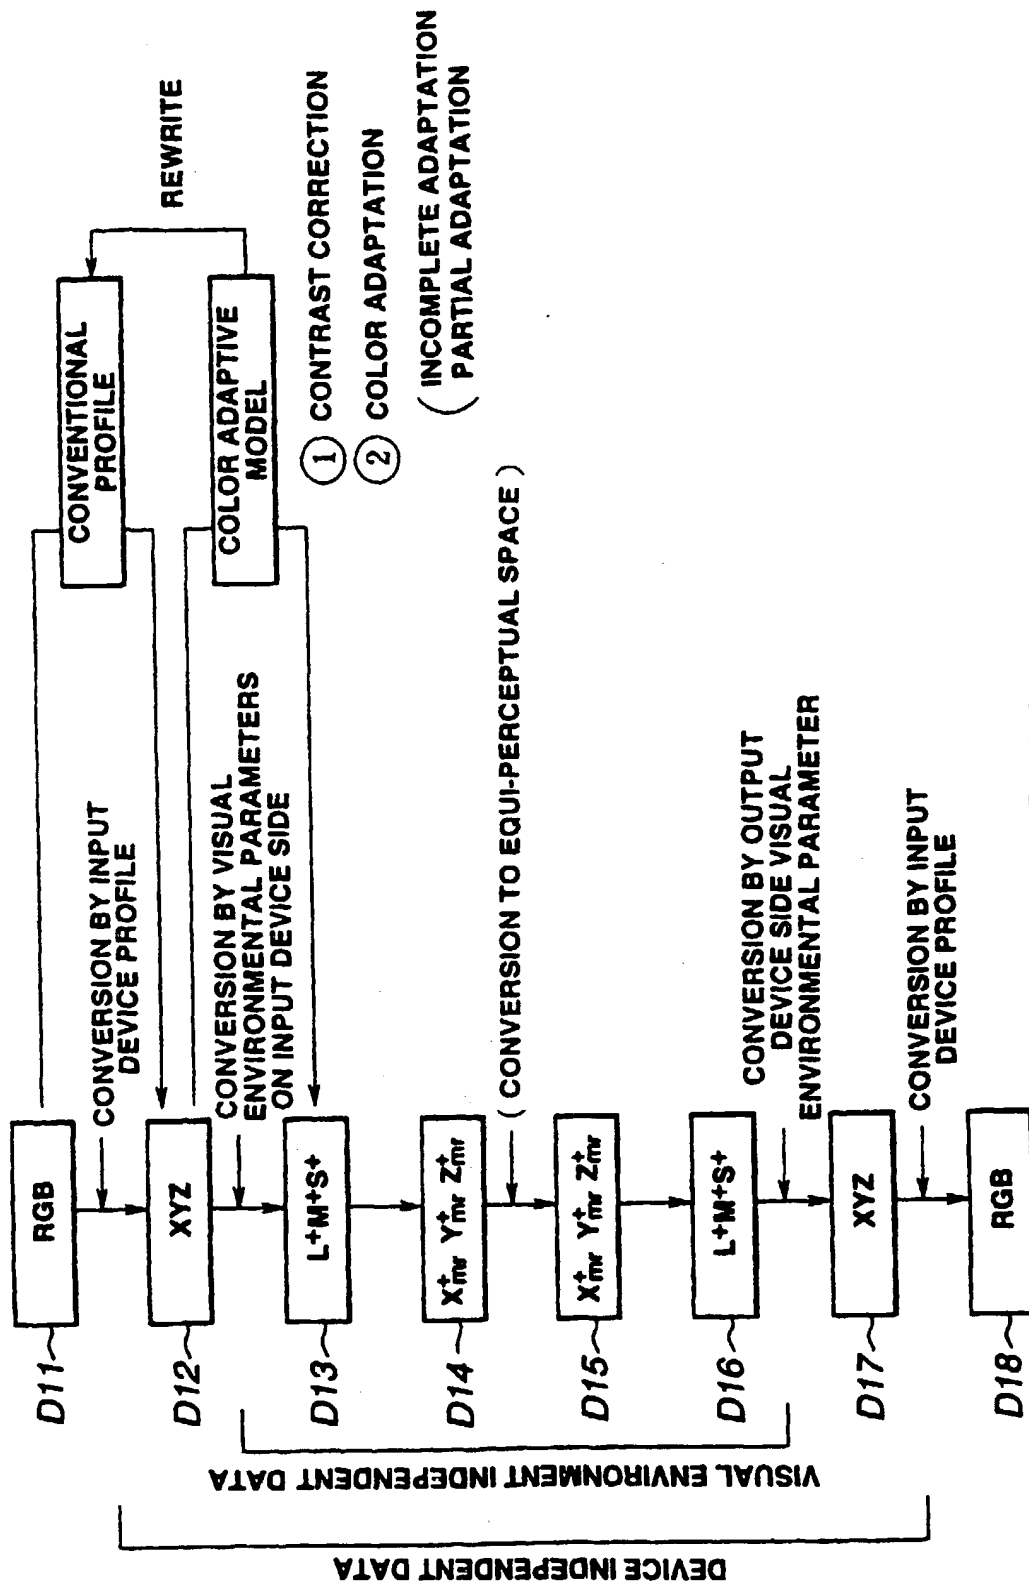 RGB
XYZ
L+M+S+
X+mr Y+mr Z+mr
X+mr Y+mr Z+mr
L+M+S+
XYZ
RGB
D11
D12
D13
D14
D15
D16
D17
D18
CONVERSION BY INPUT
DEVICE PROFILE
CONVERSION BY VISUAL
ENVIRONMENTAL PARAMETERS
ON INPUT DEVICE SIDE
(CONVERSION TO EQUI-PERCEPTUAL SPACE)
CONVERSION BY OUTPUT
DEVICE SIDE VISUAL
ENVIRONMENTAL PARAMETER
CONVERSION BY INPUT
DEVICE PROFILE
CONVENTIONAL
PROFILE
COLOR ADAPTIVE
MODEL
REWRITE
① CONTRAST CORRECTION
② COLOR ADAPTATION
(INCOMPLETE ADAPTATION
PARTIAL ADAPTATION
VISUAL ENVIRONMENT INDEPENDENT DATA
DEVICE INDEPENDENT DATA